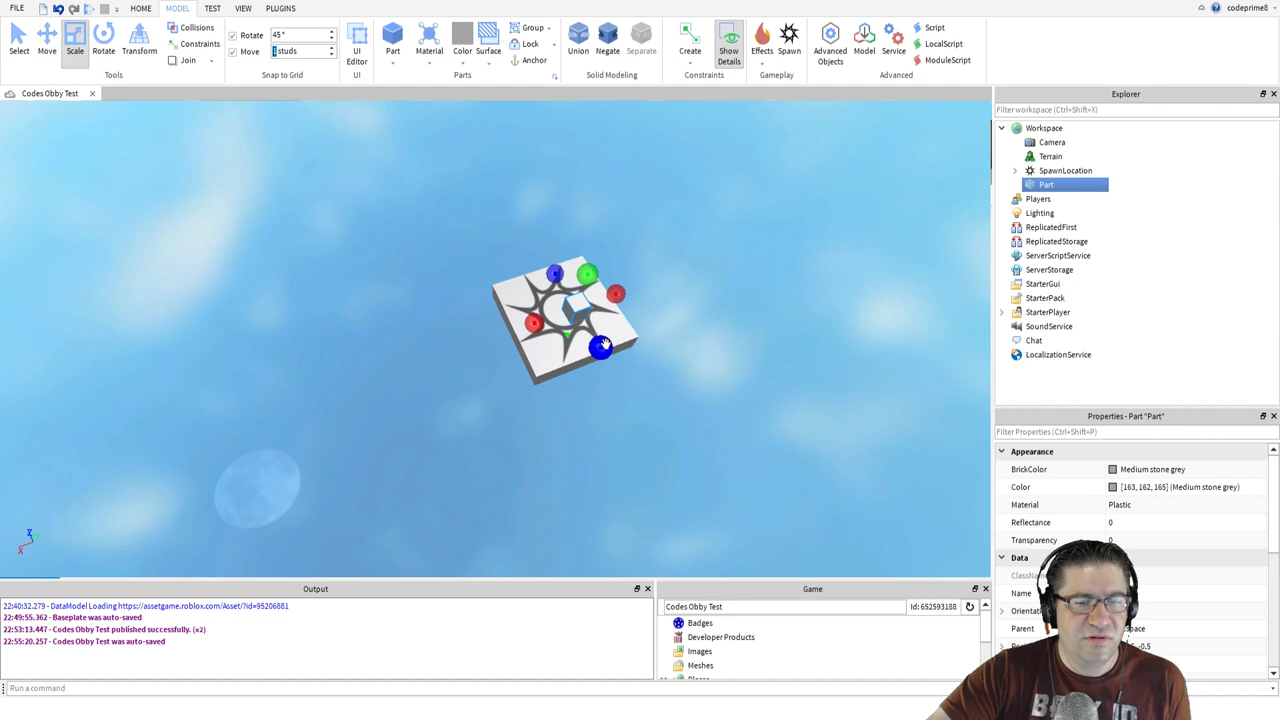 FILE HOME MODEL TEST VIEW PLUGINS codeprime8
Select Move Scale Rotate Transform
Collisions
Constraints
Join
Tools
Rotate 45°
Move 1 studs
Snap to Grid
UI Editor
UI
Part Material Color Surface
Group
Lock
Anchor
Parts
Union Negate Separate
Solid Modeling
Create Show Details
Constraints
Effects Spawn
Gameplay
Advanced Objects Model Service
Script
LocalScript
ModuleScript
Advanced
Codes Obby Test
Explorer
Filter workspace (Ctrl+Shift+X)
Workspace
Camera
Terrain
SpawnLocation
Part
Players
Lighting
ReplicatedFirst
ReplicatedStorage
ServerScriptService
ServerStorage
StarterGui
StarterPack
StarterPlayer
SoundService
Chat
LocalizationService
Properties - Part "Part"
Filter Properties (Ctrl+Shift+P)
Appearance
BrickColor Medium stone grey
Color [163, 162, 165] (Medium stone grey)
Material Plastic
Reflectance 0
Transparency 0
Data
Name
Parent
-0.5
Output
22:40:32.279 - DataModel Loading https://assetgame.roblox.com/Asset/?id=95206881
22:49:55.362 - Baseplate was auto-saved
22:53:13.447 - Codes Obby Test published successfully. (x2)
22:55:20.257 - Codes Obby Test was auto-saved
Game
Codes Obby Test Id: 652593188
Badges
Developer Products
Images
Meshes
Run a command